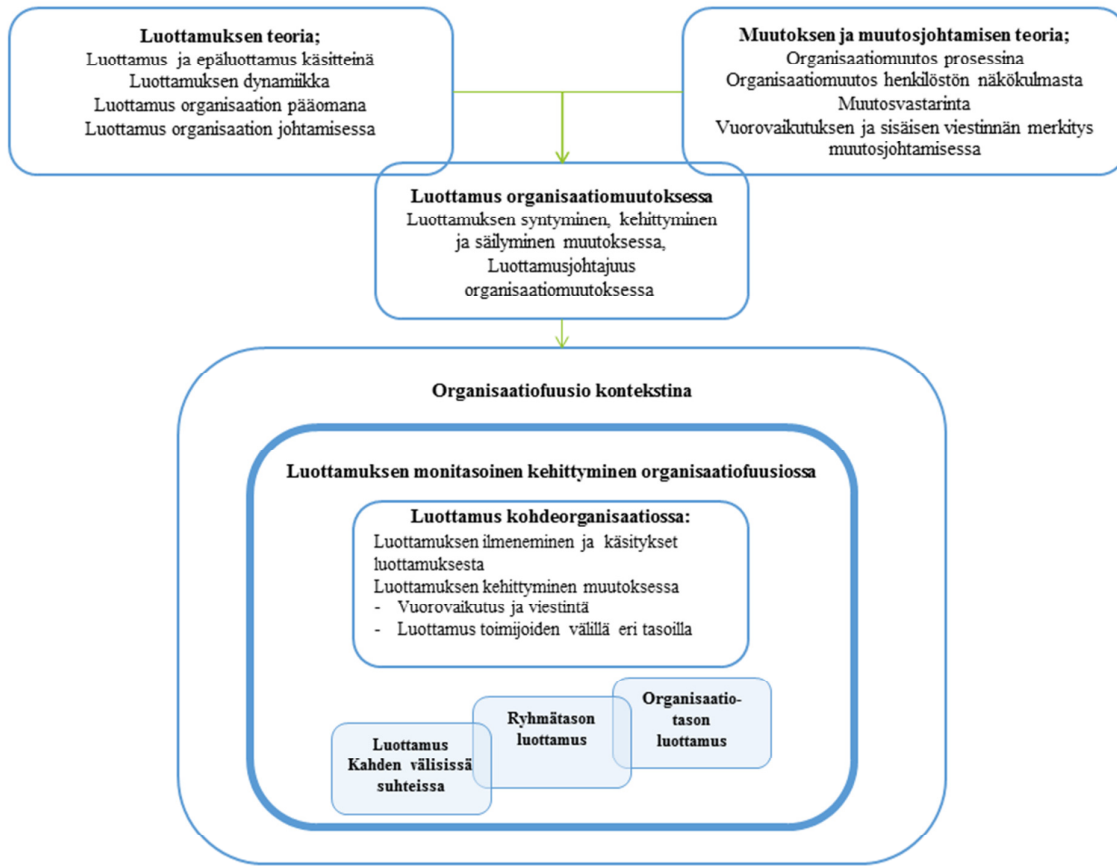 Luottamuksen teoria;
Luottamus ja epäluottamus käsitteinä
Luottamuksen dynamiikka
Luottamus organisaation pääomana
Luottamus organisaation johtamisessa
Muutoksen ja muutosjohtamisen teoria;
Organisaatiomuutos prosessina
Organisaatiomuutos henkilöstön näkökulmasta
Muutosvastarinta
Vuorovaikutuksen ja sisäisen viestinnän merkitys
muutosjohtamisessa
Luottamus organisaatiomuutoksessa
Luottamuksen syntyminen, kehittyminen
ja säilyminen muutoksessa,
Luottamusjohtajuus
organisaatiomuutoksessa
Organisaatiofuusio kontekstina
Luottamuksen monitasoinen kehittyminen organisaatiofuusiossa
Luottamus kohdeorganisaatiossa:
Luottamuksen ilmeneminen ja käsitykset
luottamuksesta
Luottamuksen kehittyminen muutoksessa
- Vuorovaikutus ja viestintä
- Luottamus toimijoiden välillä eri tasoilla
Luottamus
Kahden välisissä
suhteissa
Ryhmätason
luottamus
Organisaatio-
tason
luottamus